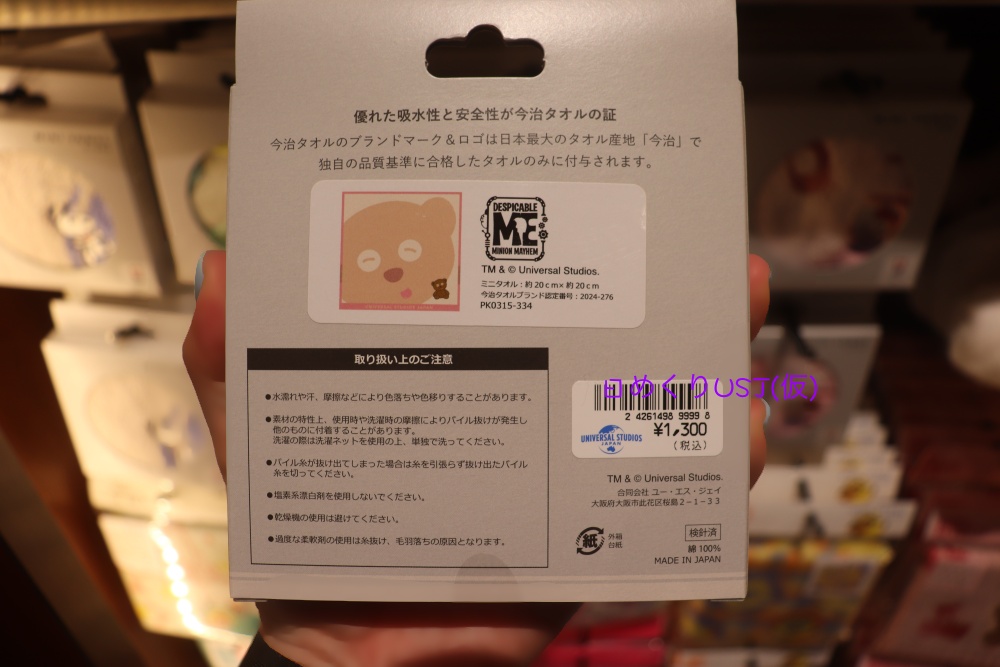 優れた吸水性と安全性が今治タオルの証
今治タオルのブランドマーク＆ロゴは日本最大のタオル産地「今治」で
独自の品質基準に合格したタオルのみに付与されます。
DESPICABLE
ME
MINION MAYHEM
TM & © Universal Studios.
ミニタオル：約20cm×約20cm
今治タオルブランド認定番号：2024-276
PK0315-334
取り扱い上のご注意
●水濡れや汗、摩擦などにより色落ちや色移りすることがあります。
●素材の特性上、使用時や洗濯時の摩擦によりパイル抜けが発生し
他のものに付着することがあります。
洗濯の際は洗濯ネットを使用の上、単独で洗ってください。
●パイル糸が抜け出てしまった場合は糸を引張らず抜け出たパイル
糸を切ってください。
●塩素系漂白剤を使用しないでください。
●乾燥機の使用は避けてください。
●過度な柔軟剤の使用は糸抜け、毛羽落ちの原因となります。
日めくりUSJ(仮)
2 4261498 9999 8
UNIVERSAL STUDIOS
JAPAN
¥1,300
(税込)
TM & © Universal Studios.
合同会社 ユー・エス・ジェイ
大阪府大阪市此花区桜島2-1-33
紙
外箱
台紙
検針済
綿 100%
MADE IN JAPAN